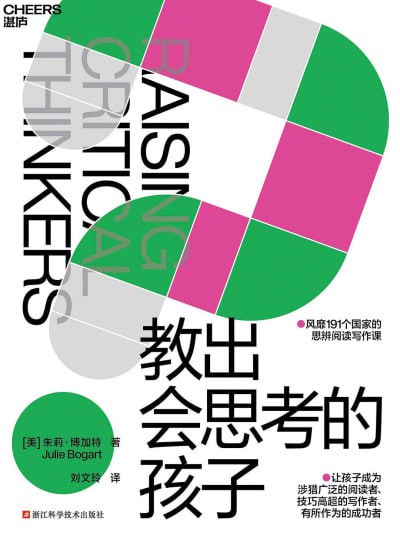 CHEERS
湛庐
RAISING
CRITICAL
THINKERS
●风靡191个国家的
思辨阅读写作课
教出
会思考的
孩子
[美] 朱莉·博加特 著
Julie Bogart
刘文玲 译
●让孩子成为
涉猎广泛的阅读者、
技巧高超的写作者、
有所作为的成功者
浙江科学技术出版社